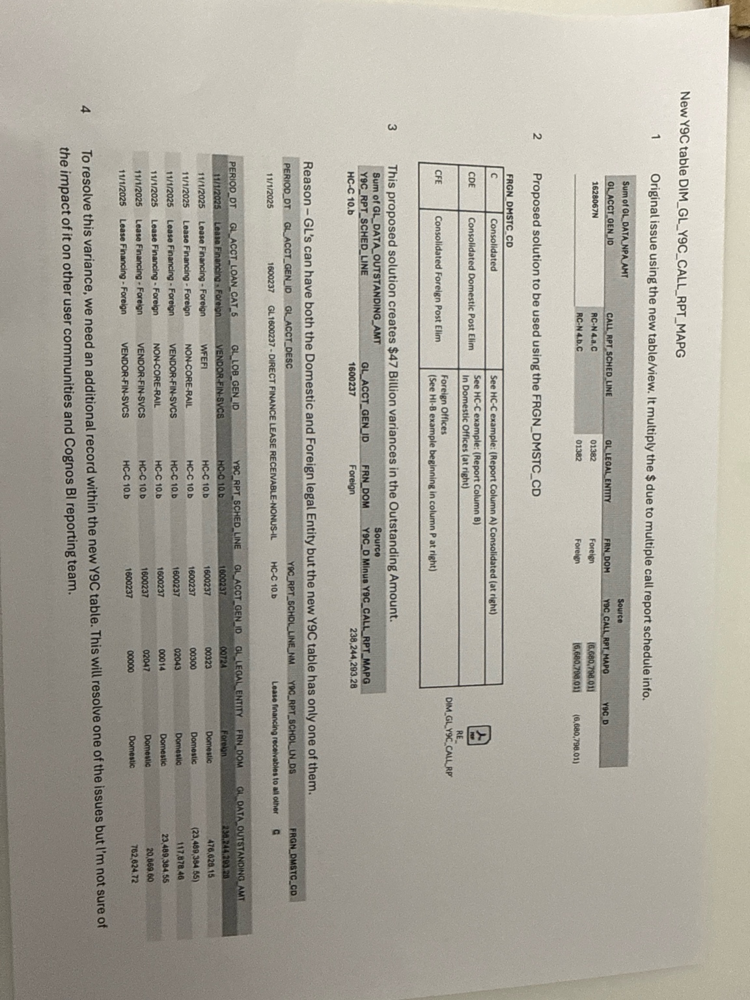 New Y9C table DIM_GL_Y9C_CALL_RPT_MAPG
1 Original issue using the new table/view. It multiply the $ due to multiple call report schedule info.
Sum of GL_DATA_NPA_AMT Source
GL_ACCT_GEN_ID CALL_RPT_SCHED_LINE GL_LEGAL_ENTITY FRN_DOM Y9C_CALL_RPT_MAPG Y9C_D
1628067N RC-N 4.a.C 01382 Foreign (6,680,798.01)
RC-N 4.b.C 01382 Foreign (6,680,798.01) (6,680,798.01)
2 Proposed solution to be used using the FRGN_DMSTC_CD
FRGN_DMSTC_CD
C Consolidated See HC-C example: (Report Column A) Consolidated (at right)
CDE Consolidated Domestic Post Elim See HC-C example: (Report Column B)
In Domestic Offices (at right)
CFE Consolidated Foreign Post Elim Foreign Offices
(See HI-B example beginning in column P at right)
PDF
RE_
DIM_GL_Y9C_CALL_RP
3 This proposed solution creates $47 Billion variances in the Outstanding Amount.
Sum of GL_DATA_OUTSTANDING_AMT Source
Y9C_RPT_SCHED_LINE GL_ACCT_GEN_ID FRN_DOM Y9C_D Minus Y9C_CALL_RPT_MAPG
HC-C 10.b 1600237 Foreign 238,244,293.28
Reason – GL's can have both the Domestic and Foreign legal Entity but the new Y9C table has only one of them.
PERIOD_DT GL_ACCT_GEN_ID GL_ACCT_DESC Y9C_RPT_SCHDL_LINE_NM Y9C_RPT_SCHDL_LN_DS FRGN_DMSTC_CD
11/1/2025 1600237 GL1600237 - DIRECT FINANCE LEASE RECEIVABLE-NONUS-IL HC-C 10.b Lease financing receivables to all other C
PERIOD_DT GL_ACCT_LOAN_CAT_5 GL_LOB_GEN_ID Y9C_RPT_SCHED_LINE GL_ACCT_GEN_ID GL_LEGAL_ENTITY FRN_DOM GL_DATA_OUTSTANDING_AMT
11/1/2025 Lease Financing - Foreign VENDOR-FIN-SVCS HC-C 10.b 1600237 00724 Foreign 238,244,293.28
11/1/2025 Lease Financing - Foreign WFEFI HC-C 10.b 1600237 00323 Domestic 476,628.15
11/1/2025 Lease Financing - Foreign NON-CORE-RAIL HC-C 10.b 1600237 00300 Domestic (23,489,384.55)
11/1/2025 Lease Financing - Foreign VENDOR-FIN-SVCS HC-C 10.b 1600237 02043 Domestic 117,878.46
11/1/2025 Lease Financing - Foreign NON-CORE-RAIL HC-C 10.b 1600237 00014 Domestic 23,489,384.55
11/1/2025 Lease Financing - Foreign VENDOR-FIN-SVCS HC-C 10.b 1600237 02047 Domestic 20,869.60
11/1/2025 Lease Financing - Foreign VENDOR-FIN-SVCS HC-C 10.b 1600237 00000 Domestic 762,624.72
4 To resolve this variance, we need an additional record within the new Y9C table. This will resolve one of the issues but I'm not sure of
the impact of it on other user communities and Cognos BI reporting team.